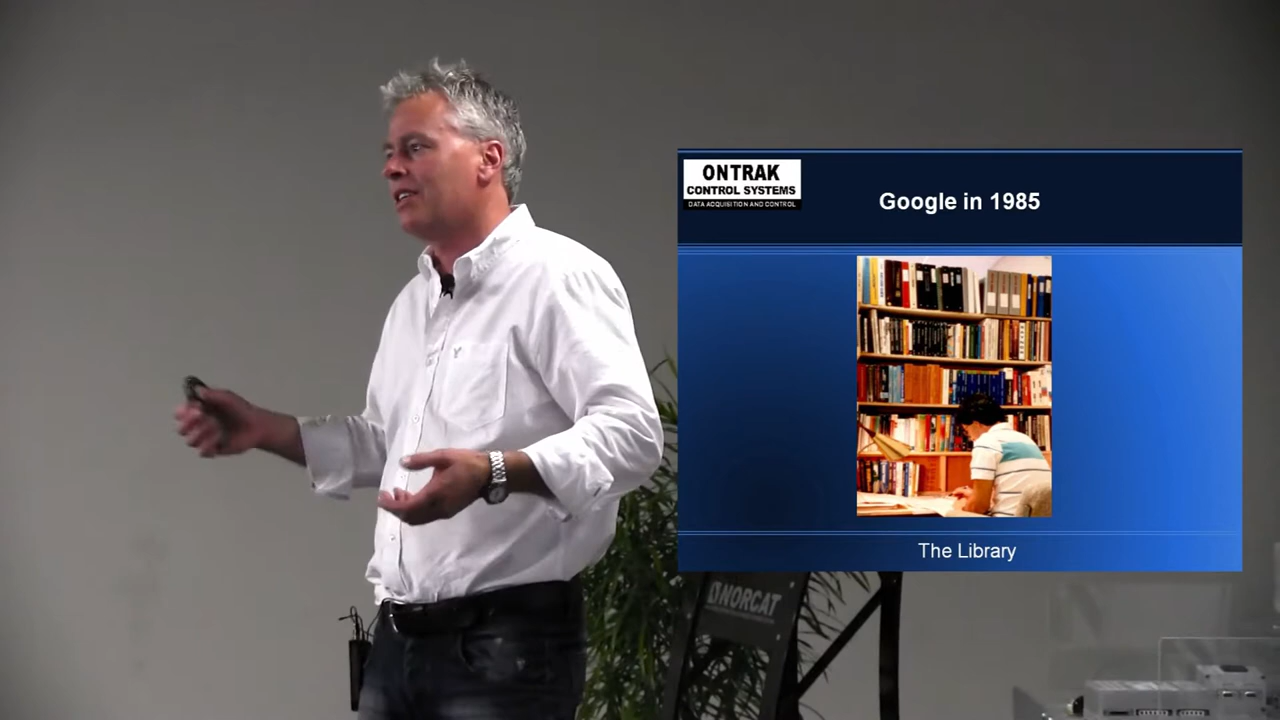 ONTRAK
CONTROL SYSTEMS
DATA ACQUISITION AND CONTROL
Google in 1985
The Library
NORCAT